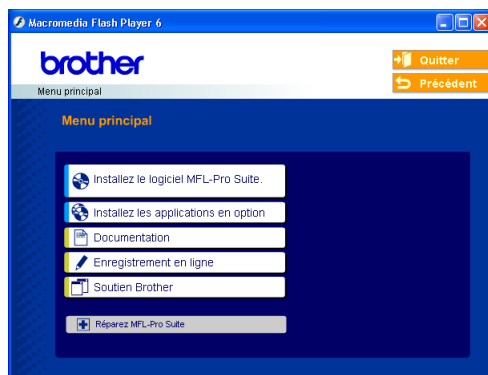 Macromedia Flash Player 6
brother
Quitter
Précédent
Menu principal
Menu principal
Installez le logiciel MFL-Pro Suite.
Installez les applications en option
Documentation
Enregistrement en ligne
Soutien Brother
Réparez MFL-Pro Suite